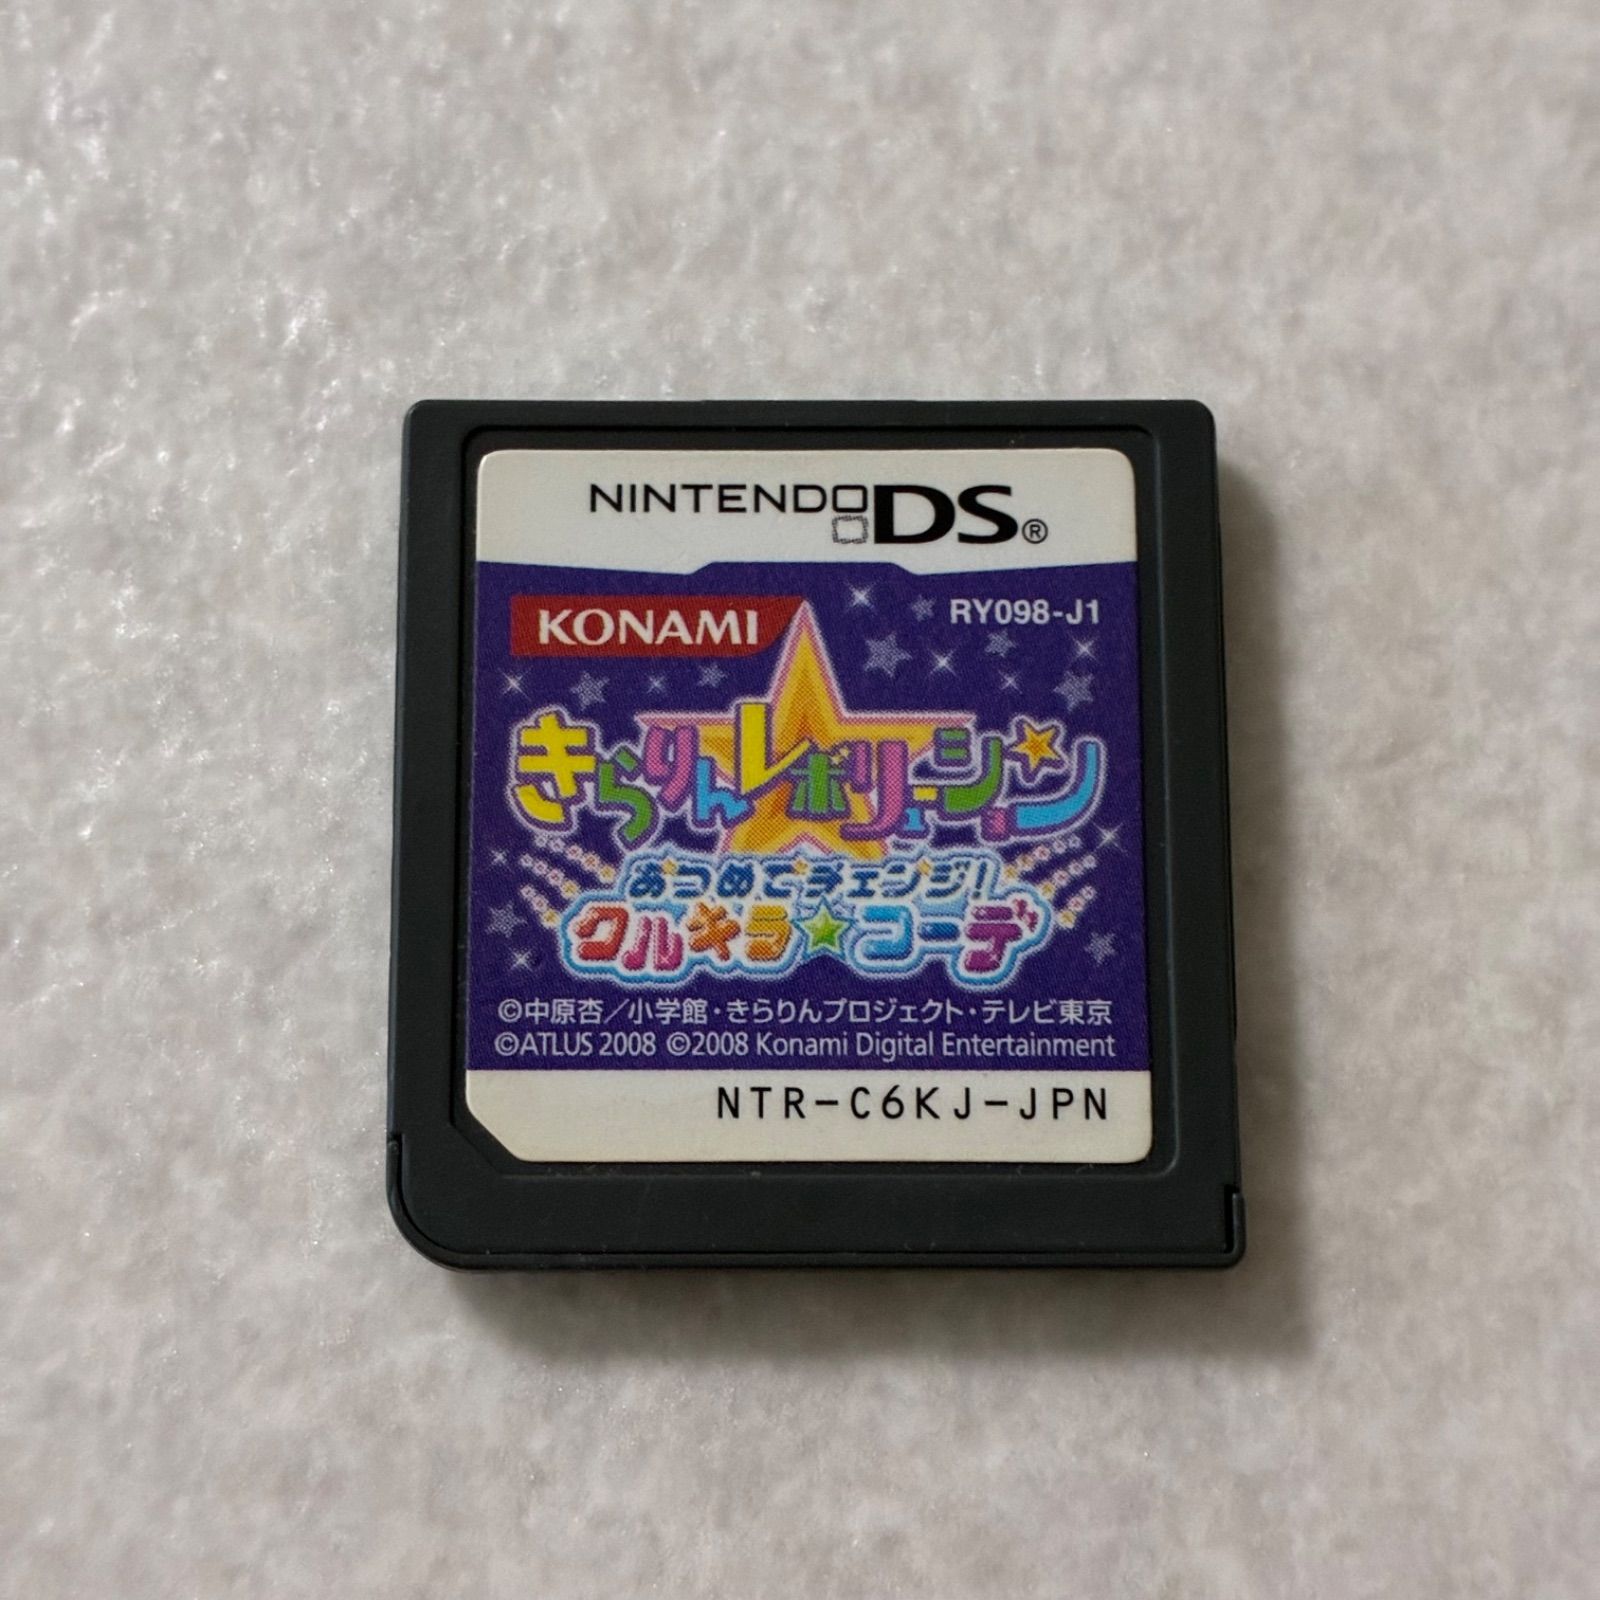 NINTENDO DS®
KONAMI
RY098-J1
きらりんレボリューション
あつめてチェンジ!
クルキラ☆コーデ
©中原杏/小学館・きらりんプロジェクト・テレビ東京
©ATLUS 2008 ©2008 Konami Digital Entertainment
NTR-C6KJ-JPN